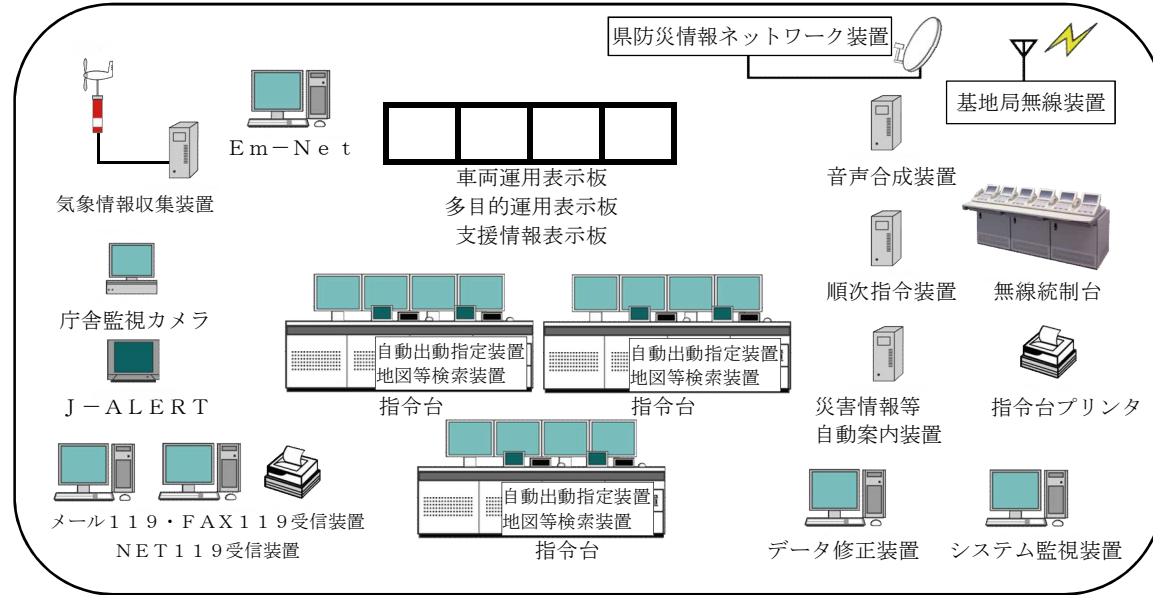 県防災情報ネットワーク装置
基地局無線装置
Em－Net
気象情報収集装置
車両運用表示板
多目的運用表示板
支援情報表示板
音声合成装置
庁舎監視カメラ
順次指令装置
無線統制台
自動出動指定装置
地図等検索装置
指令台
自動出動指定装置
地図等検索装置
指令台
J－ALERT
災害情報等
自動案内装置
指令台プリンタ
自動出動指定装置
地図等検索装置
指令台
メール１１９・FAX１１９受信装置
NET１１９受信装置
データ修正装置
システム監視装置